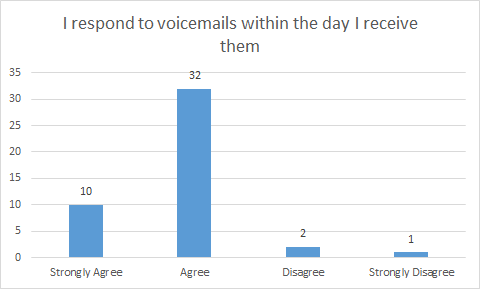 I respond to voicemails within the day I receive
them
35
30
25
20
15
10
5
0
10
32
2
1
Strongly Agree
Agree
Disagree
Strongly Disagree